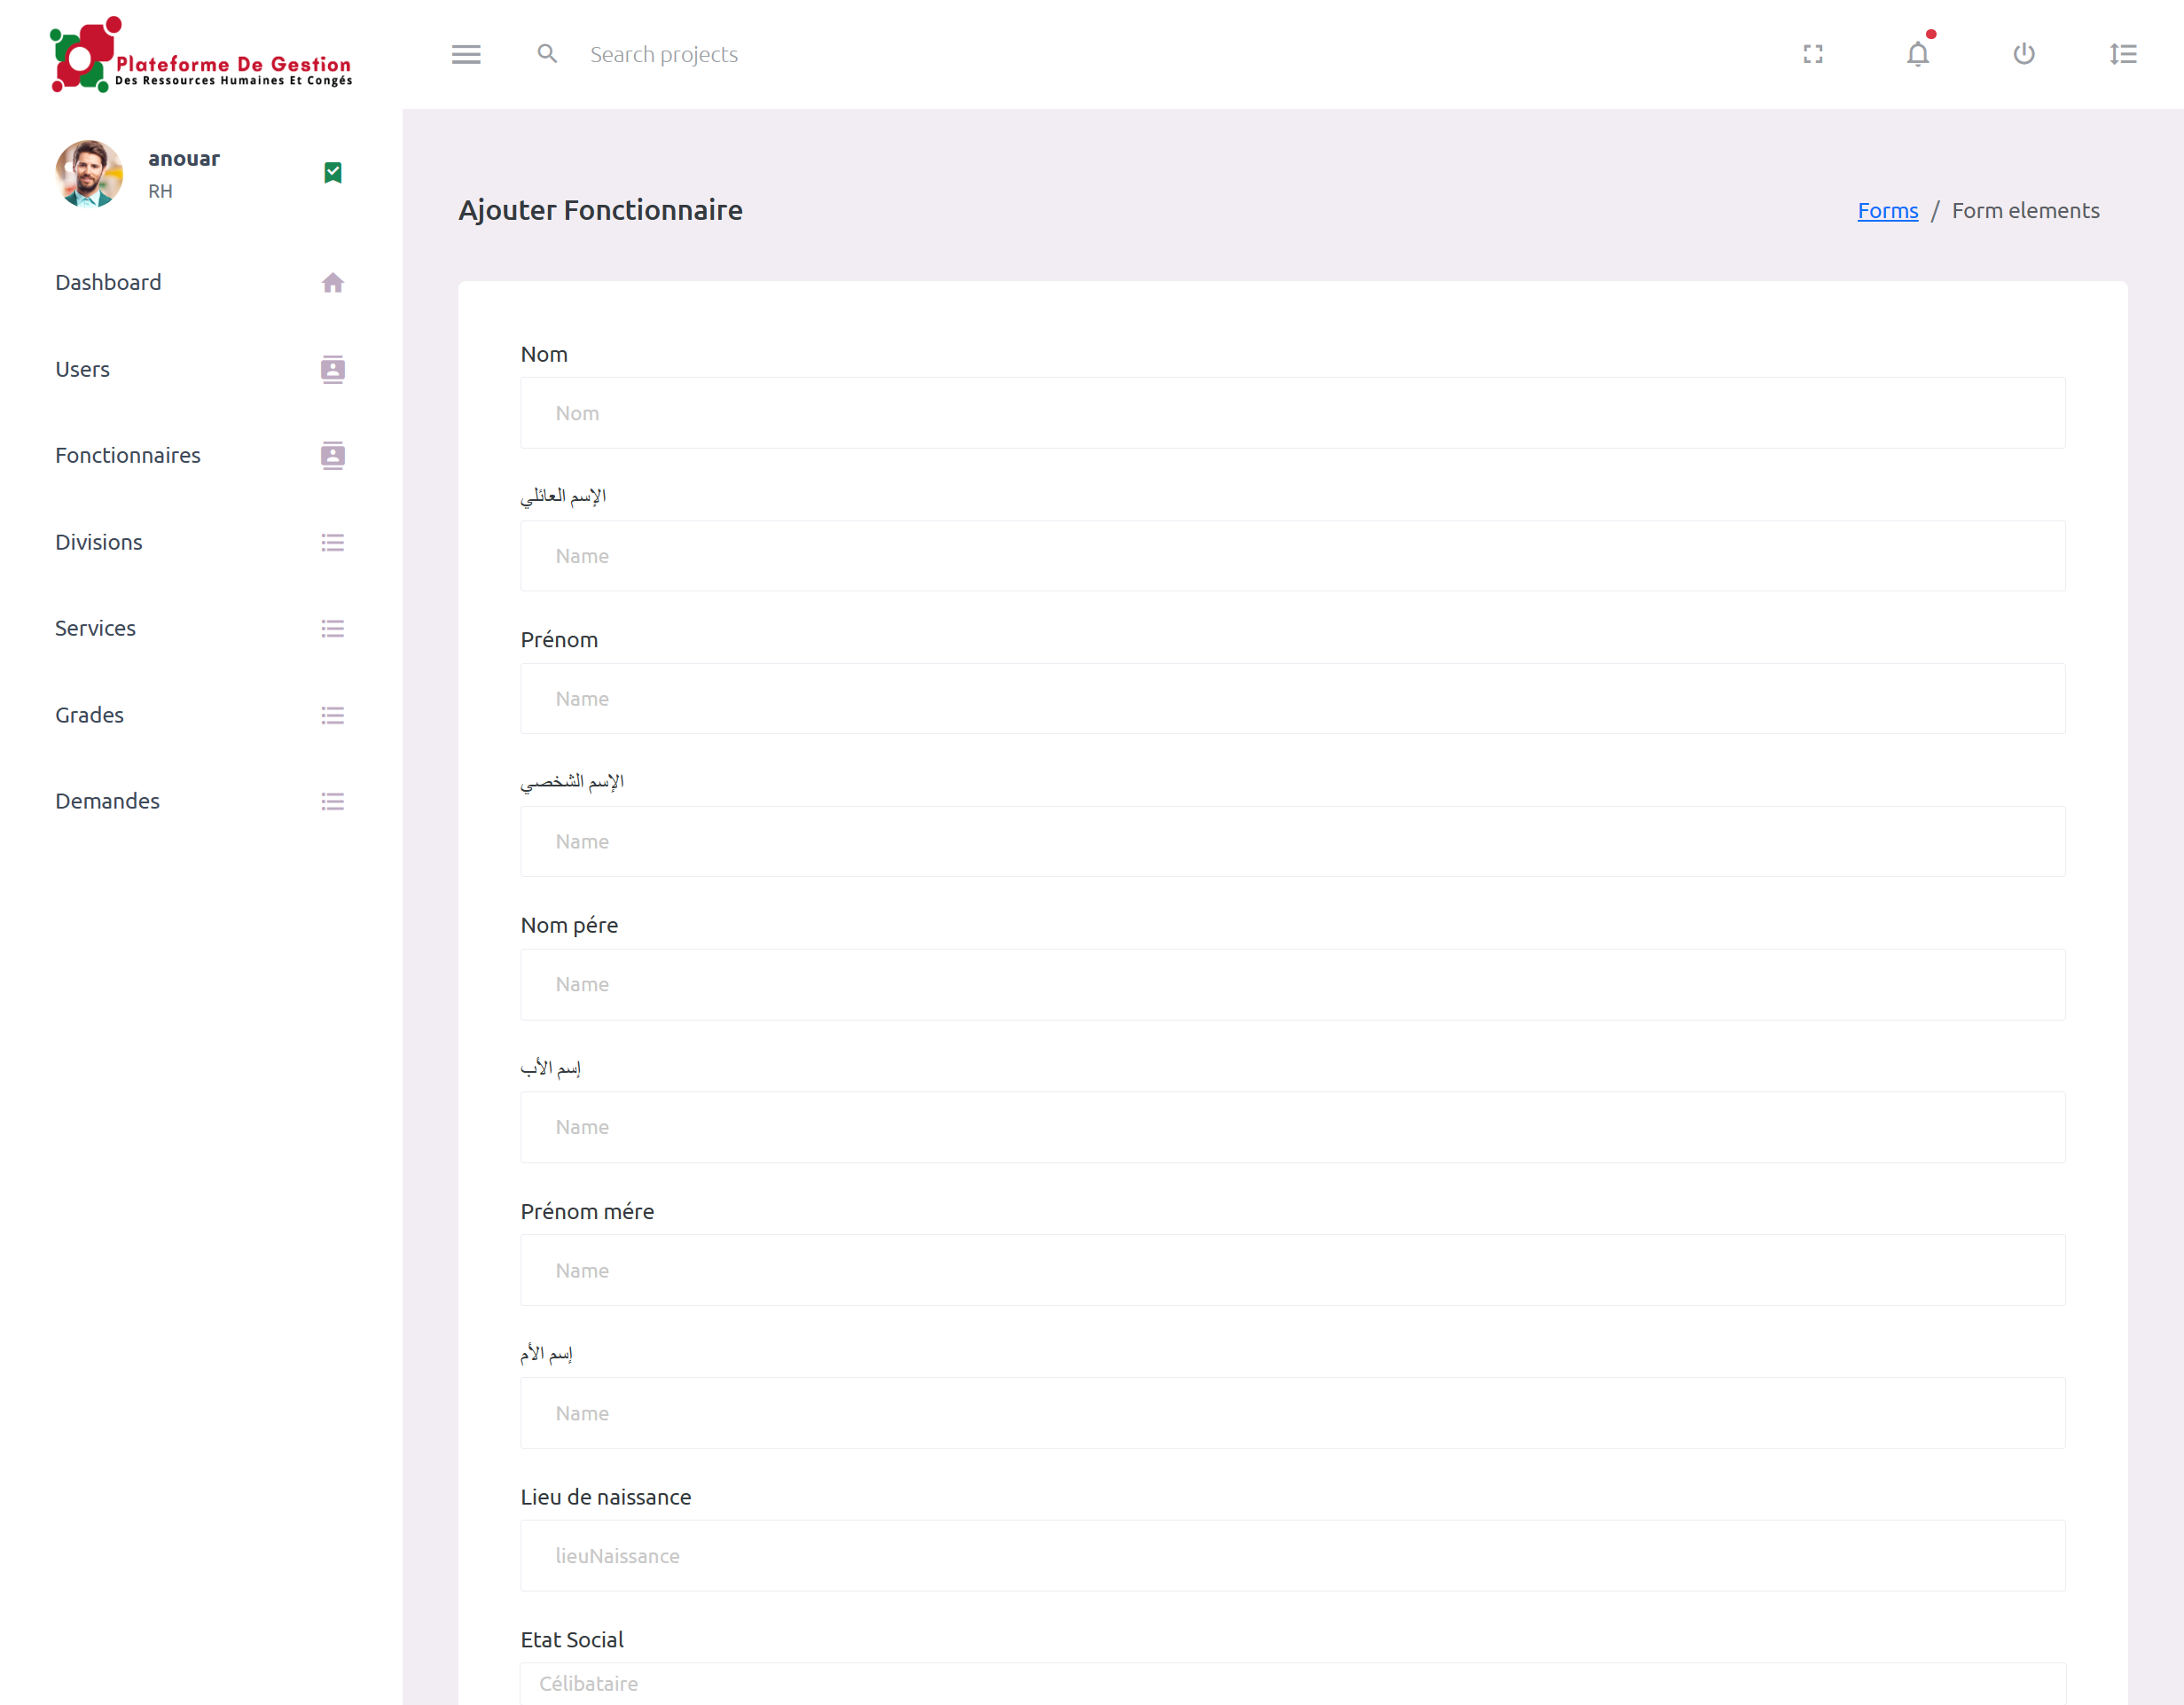 Plateforme De Gestion
Des Ressources Humaines Et Congés
Search projects
anouar
RH
Dashboard
Users
Fonctionnaires
Divisions
Services
Grades
Demandes
Ajouter Fonctionnaire
Forms / Form elements
Nom
Nom
الإسم العائلي
Name
Prénom
Name
الإسم الشخصي
Name
Nom pére
Name
إسم الأب
Name
Prénom mére
Name
إسم الأم
Name
Lieu de naissance
lieuNaissance
Etat Social
Célibataire